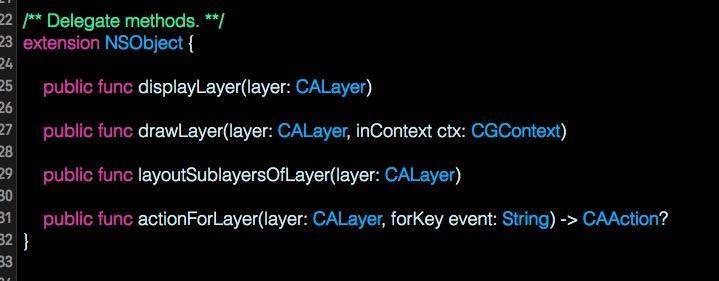 22 /** Delegate methods. **/
23 extension NSObject {
24
25 public func displayLayer(layer: CALayer)
26
27 public func drawLayer(layer: CALayer, inContext ctx: CGContext)
28
29 public func layoutSublayersOfLayer(layer: CALayer)
30
31 public func actionForLayer(layer: CALayer, forKey event: String) -> CAAction?
32 }
33